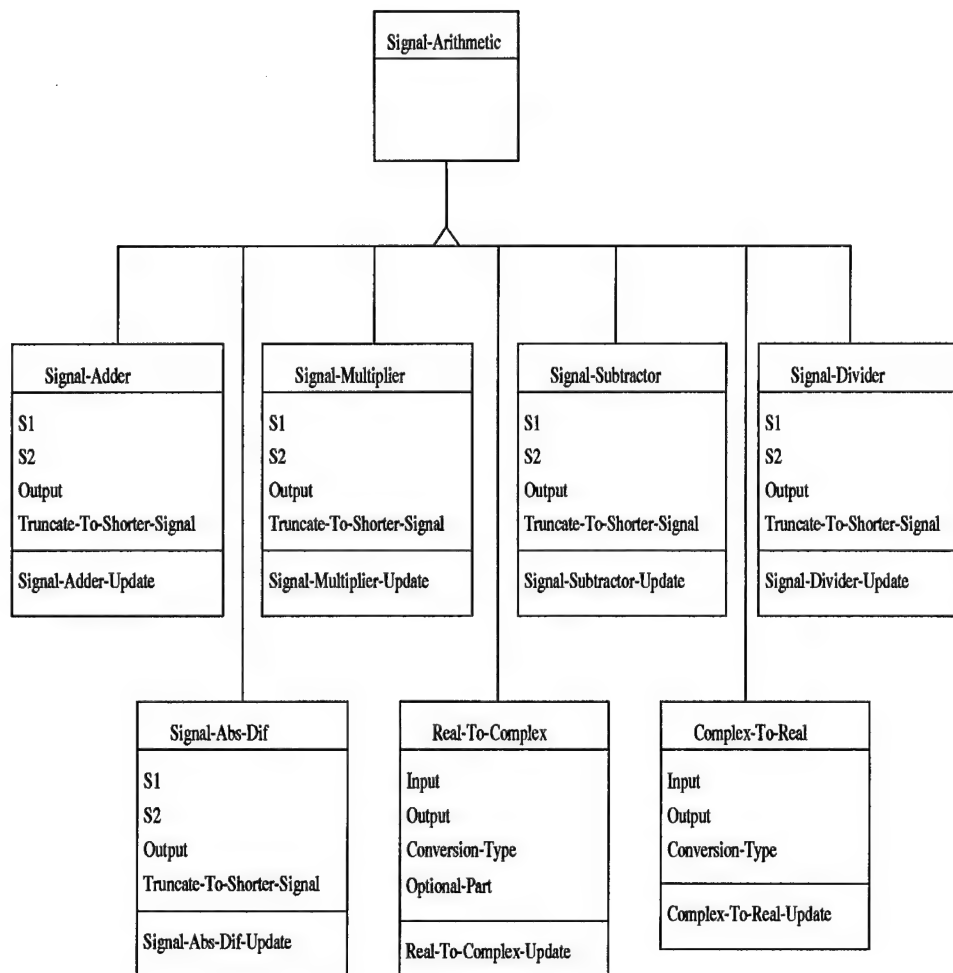 Signal-Arithmetic
Signal-Adder
S1
S2
Output
Truncate-To-Shorter-Signal
Signal-Adder-Update
Signal-Multiplier
S1
S2
Output
Truncate-To-Shorter-Signal
Signal-Multiplier-Update
Signal-Subtractor
S1
S2
Output
Truncate-To-Shorter-Signal
Signal-Subtractor-Update
Signal-Divider
S1
S2
Output
Truncate-To-Shorter-Signal
Signal-Divider-Update
Signal-Abs-Dif
S1
S2
Output
Truncate-To-Shorter-Signal
Signal-Abs-Dif-Update
Real-To-Complex
Input
Output
Conversion-Type
Optional-Part
Real-To-Complex-Update
Complex-To-Real
Input
Output
Conversion-Type
Complex-To-Real-Update